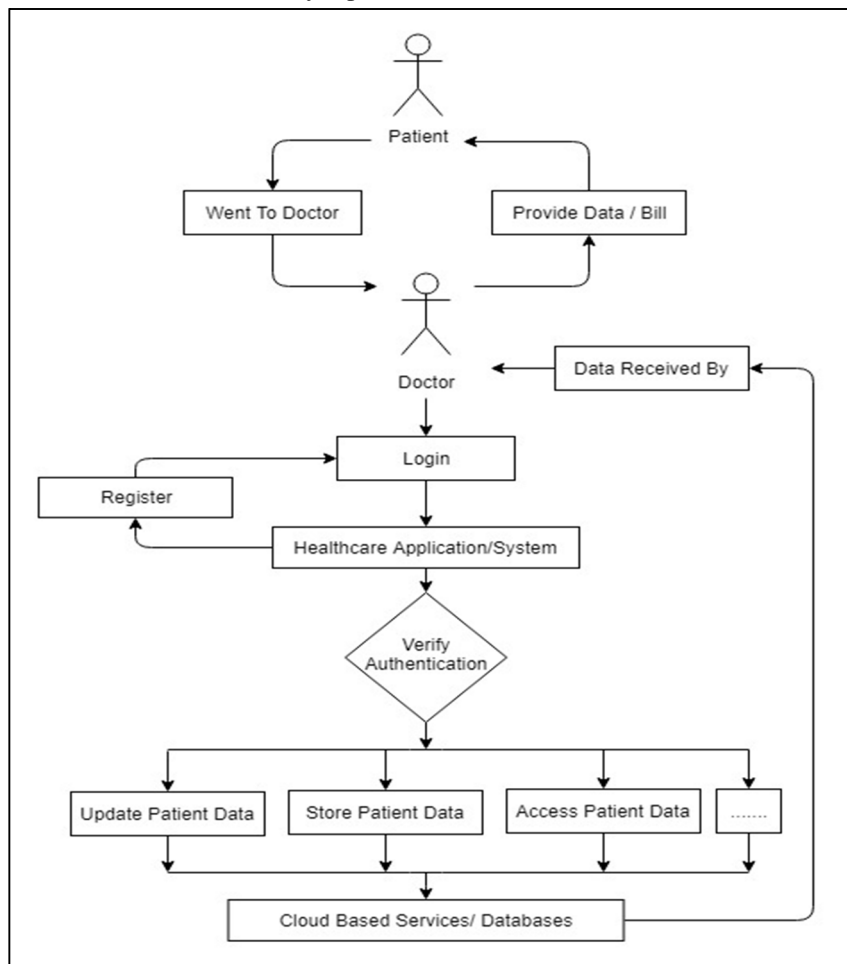 Patient
Went To Doctor
Provide Data / Bill
Data Received By
Doctor
Login
Register
Healthcare Application/System
Verify
Authentication
Update Patient Data
Store Patient Data
Access Patient Data
.......
Cloud Based Services/ Databases